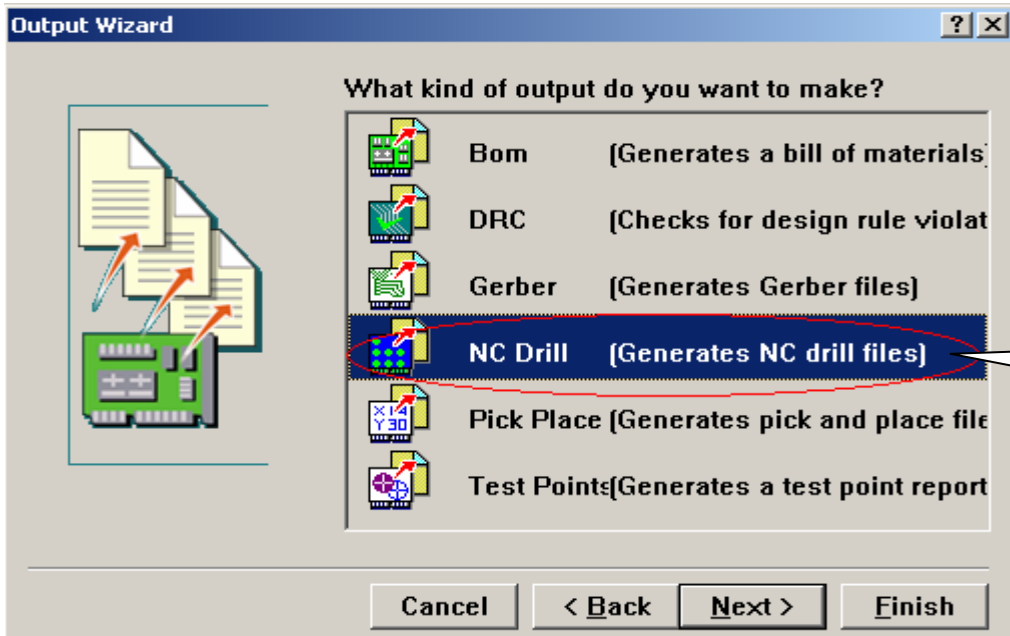 Output Wizard
What kind of output do you want to make?
Bom (Generates a bill of materials)
DRC (Checks for design rule violat
Gerber (Generates Gerber files)
NC Drill (Generates NC drill files)
X14
Y30
Pick Place (Generates pick and place file
Test Points(Generates a test point report
Cancel
< Back
Next >
Finish